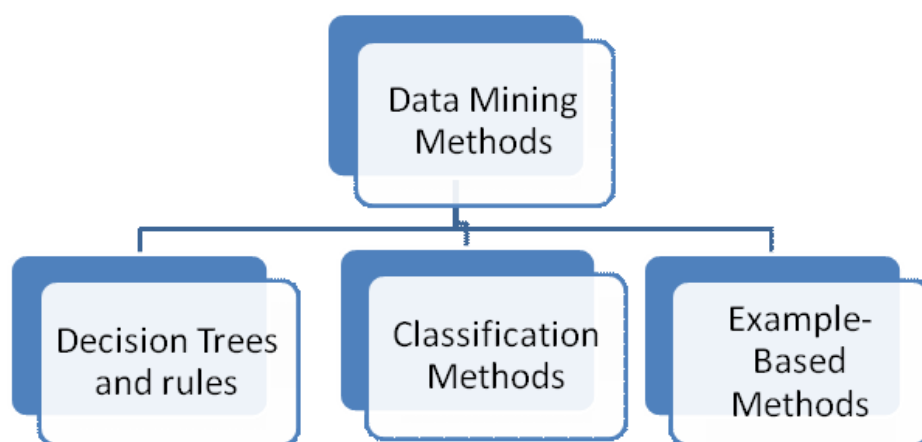 Data Mining
Methods
Decision Trees
and rules
Classification
Methods
Example-
Based
Methods